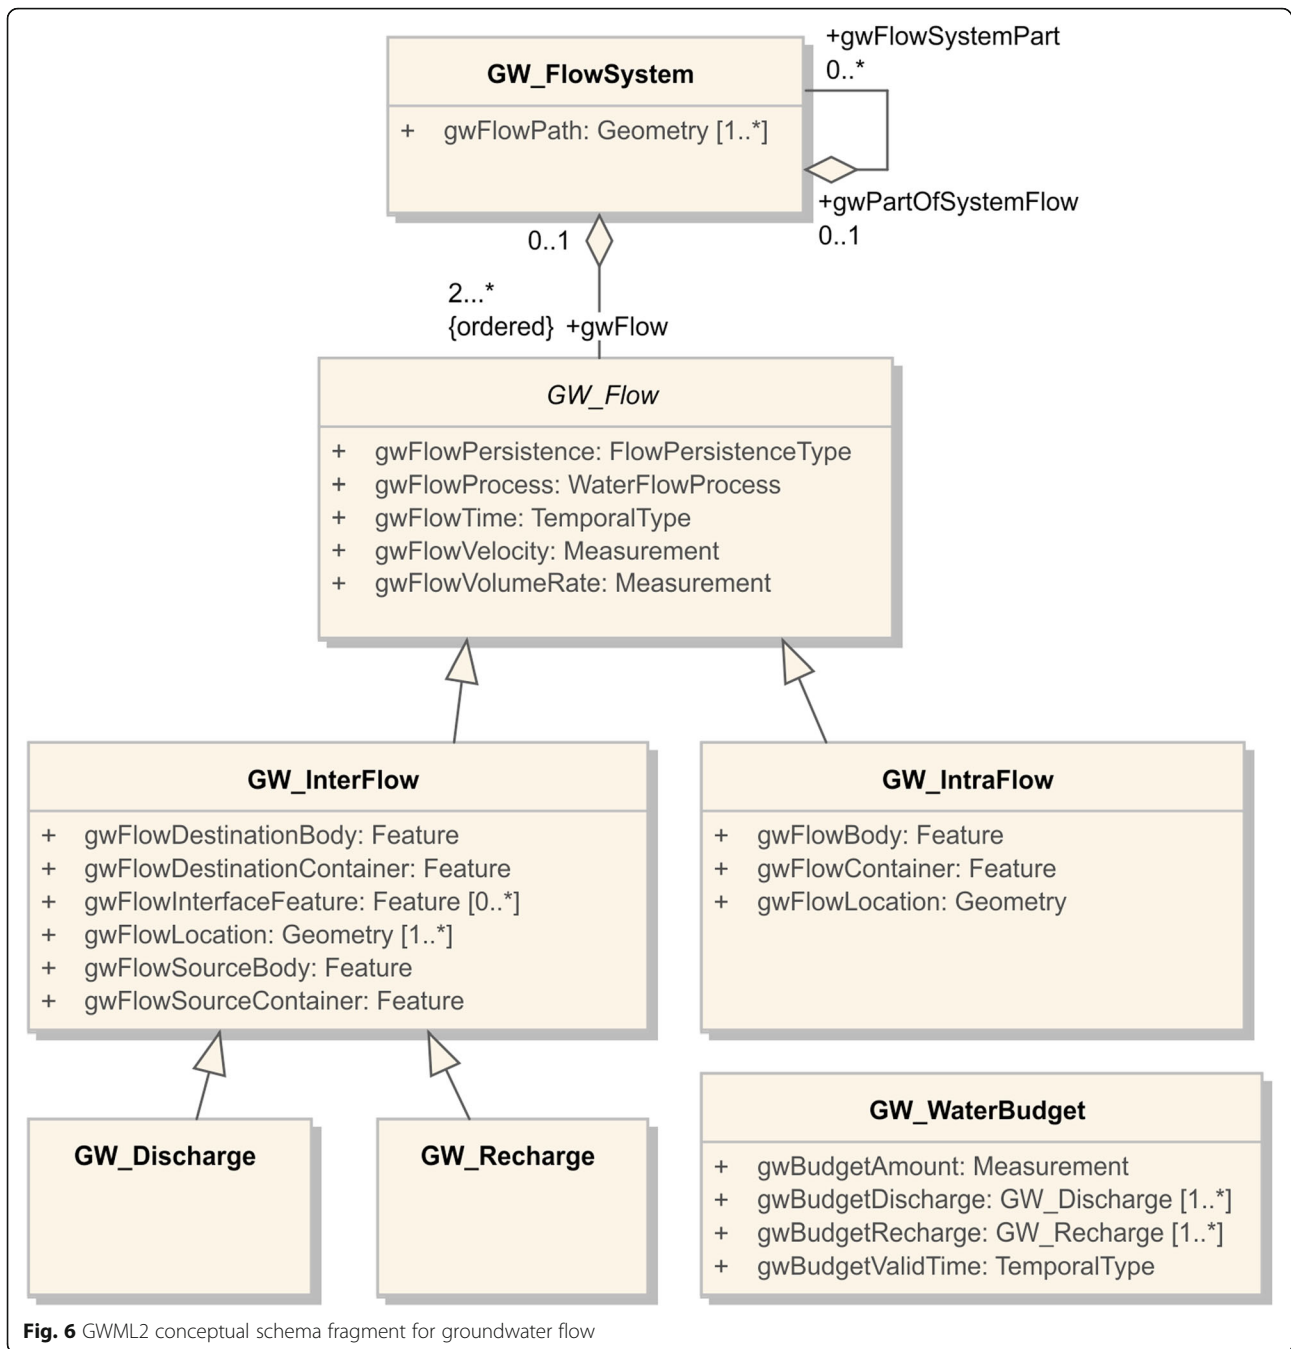 +gwFlowSystemPart
0..*
GW_FlowSystem
+ gwFlowPath: Geometry [1..*]
+gwPartOfSystemFlow
0..1
0..1
2...*
{ordered} +gwFlow
GW_Flow
+ gwFlowPersistence: FlowPersistenceType
+ gwFlowProcess: WaterFlowProcess
+ gwFlowTime: TemporalType
+ gwFlowVelocity: Measurement
+ gwFlowVolumeRate: Measurement
GW_InterFlow
+ gwFlowDestinationBody: Feature
+ gwFlowDestinationContainer: Feature
+ gwFlowInterfaceFeature: Feature [0..*]
+ gwFlowLocation: Geometry [1..*]
+ gwFlowSourceBody: Feature
+ gwFlowSourceContainer: Feature
GW_IntraFlow
+ gwFlowBody: Feature
+ gwFlowContainer: Feature
+ gwFlowLocation: Geometry
GW_Discharge
GW_Recharge
GW_WaterBudget
+ gwBudgetAmount: Measurement
+ gwBudgetDischarge: GW_Discharge [1..*]
+ gwBudgetRecharge: GW_Recharge [1..*]
+ gwBudgetValidTime: TemporalType
Fig. 6 GWML2 conceptual schema fragment for groundwater flow